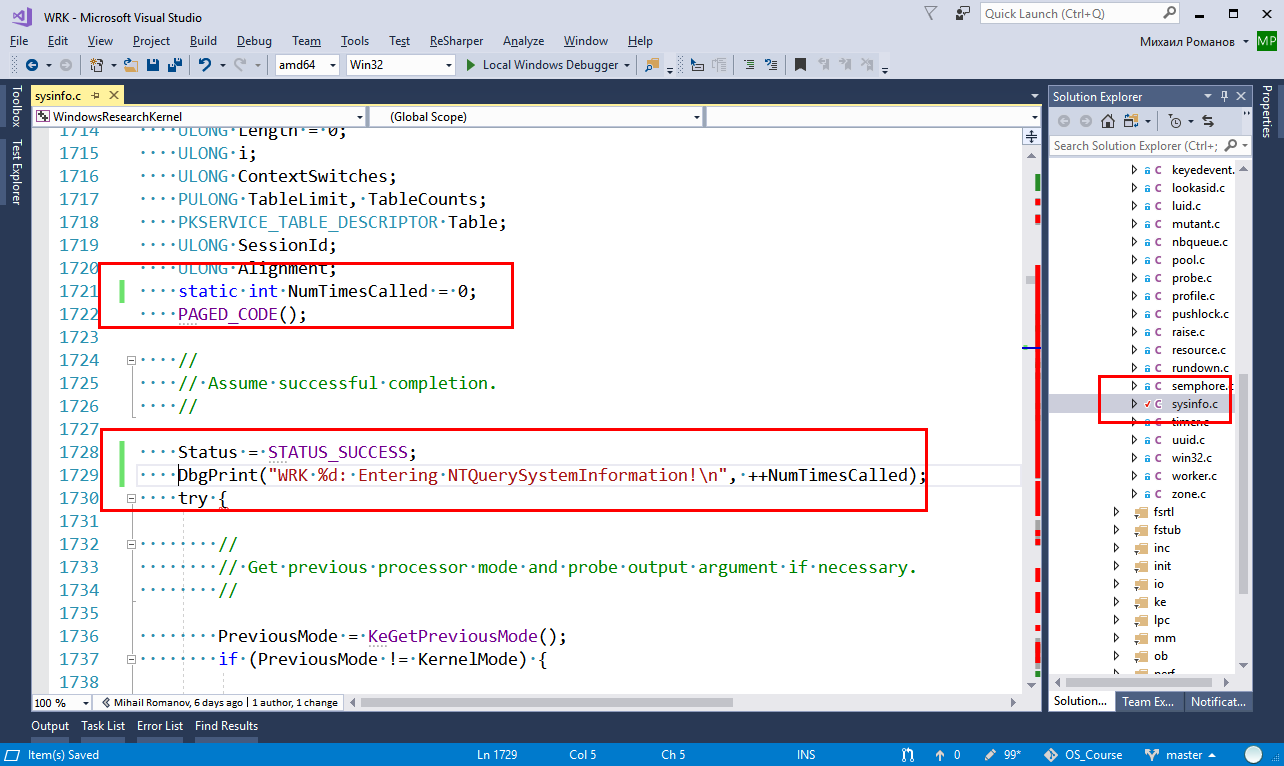 WRK - Microsoft Visual Studio
Quick Launch (Ctrl+Q)
File Edit View Project Build Debug Team Tools Test ReSharper Analyze Window Help
Михаил Романов
MP
amd64 Win32 Local Windows Debugger
Toolbox
Test Explorer
sysinfo.c
WindowsResearchKernel (Global Scope)
1714 ULONG Length = 0;
1715 ULONG i;
1716 ULONG ContextSwitches;
1717 PULONG TableLimit, TableCounts;
1718 PKSERVICE_TABLE_DESCRIPTOR Table;
1719 ULONG SessionId;
1720 ULONG Alignment;
1721 static int NumTimesCalled = 0;
1722 PAGED_CODE();
1723
1724 //
1725 // Assume successful completion.
1726 //
1727
1728 Status = STATUS_SUCCESS;
1729 DbgPrint("WRK %d: Entering NTQuerySystemInformation!\n", ++NumTimesCalled);
1730 try {
1731
1732 //
1733 // Get previous processor mode and probe output argument if necessary.
1734 //
1735
1736 PreviousMode = KeGetPreviousMode();
1737 if (PreviousMode != KernelMode) {
1738
100 % Mihail Romanov, 6 days ago | 1 author, 1 change
Solution Explorer
Search Solution Explorer (Ctrl+;
keyedevent.
lookasid.c
luid.c
mutant.c
nbqueue.c
pool.c
probe.c
profile.c
pushlock.c
raise.c
resource.c
rundown.c
semphore.c
sysinfo.c
timer.c
uuid.c
win32.c
worker.c
zone.c
fsrtl
fstub
inc
init
io
ke
lpc
mm
ob
perf
Solution... Team Ex... Notificat...
Properties
Output Task List Error List Find Results
Item(s) Saved Ln 1729 Col 5 Ch 5 INS 0 99* OS_Course master